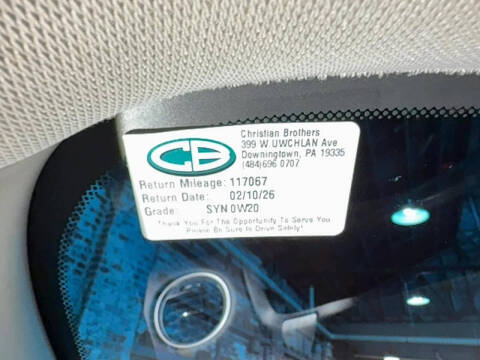 CB
Christian Brothers
399 W. UWCHLAN Ave
Downingtown, PA 19335
(484)696 0707
Return Mileage: 117067
Return Date: 02/10/26
Grade: SYN 0W20
Thank You For The Opportunity To Serve You
Please Be Sure to Drive Safely!